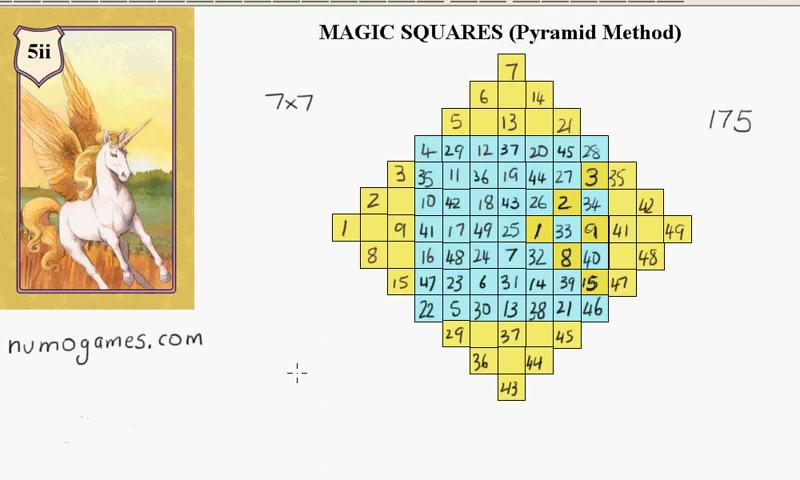 MAGIC SQUARES (Pyramid Method)
5ii
7x7
175
7
6 14
5 13 21
4 29 12 37 20 45 28
3 35 11 36 19 44 27 3 35
2 10 42 18 43 26 2 34 42
1 9 41 17 49 25 1 33 9 41 49
8 16 48 24 7 32 8 40 48
15 47 23 6 31 14 39 15 47
22 5 30 13 38 21 46
29 37 45
36 44
43
numogames.com